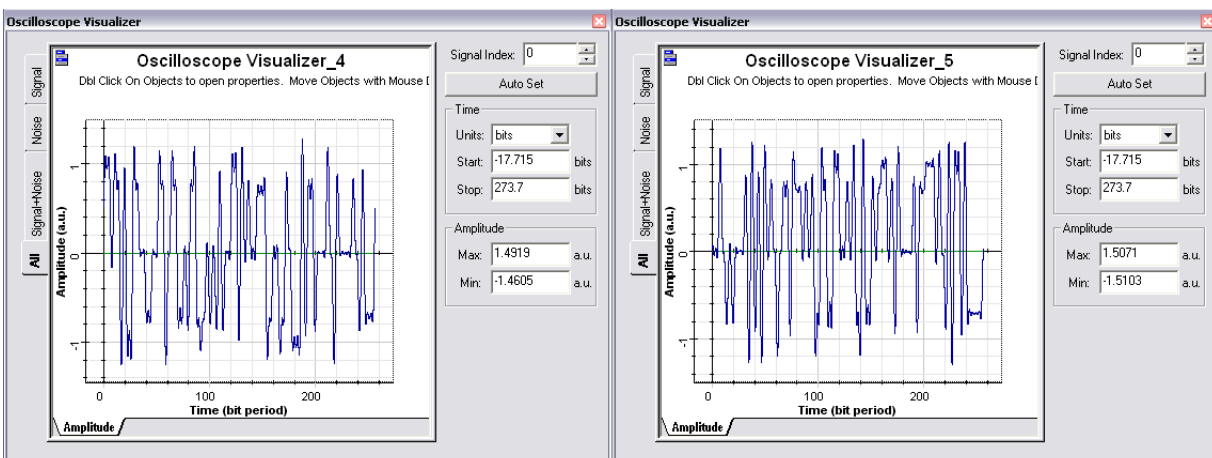 Oscilloscope Visualizer
Signal
Noise
Signal+Noise
All
Oscilloscope Visualizer_4
Dbl Click On Objects to open properties. Move Objects with Mouse D
Amplitude (a.u.)
1
0
-1
0 100 200
Time (bit period)
Amplitude
Signal Index: 0
Auto Set
Time
Units: bits
Start: -17.715 bits
Stop: 273.7 bits
Amplitude
Max: 1.4919 a.u.
Min: -1.4605 a.u.
Oscilloscope Visualizer
Signal
Noise
Signal+Noise
All
Oscilloscope Visualizer_5
Dbl Click On Objects to open properties. Move Objects with Mouse D
Amplitude (a.u.)
1
0
-1
0 100 200
Time (bit period)
Amplitude
Signal Index: 0
Auto Set
Time
Units: bits
Start: -17.715 bits
Stop: 273.7 bits
Amplitude
Max: 1.5071 a.u.
Min: -1.5103 a.u.